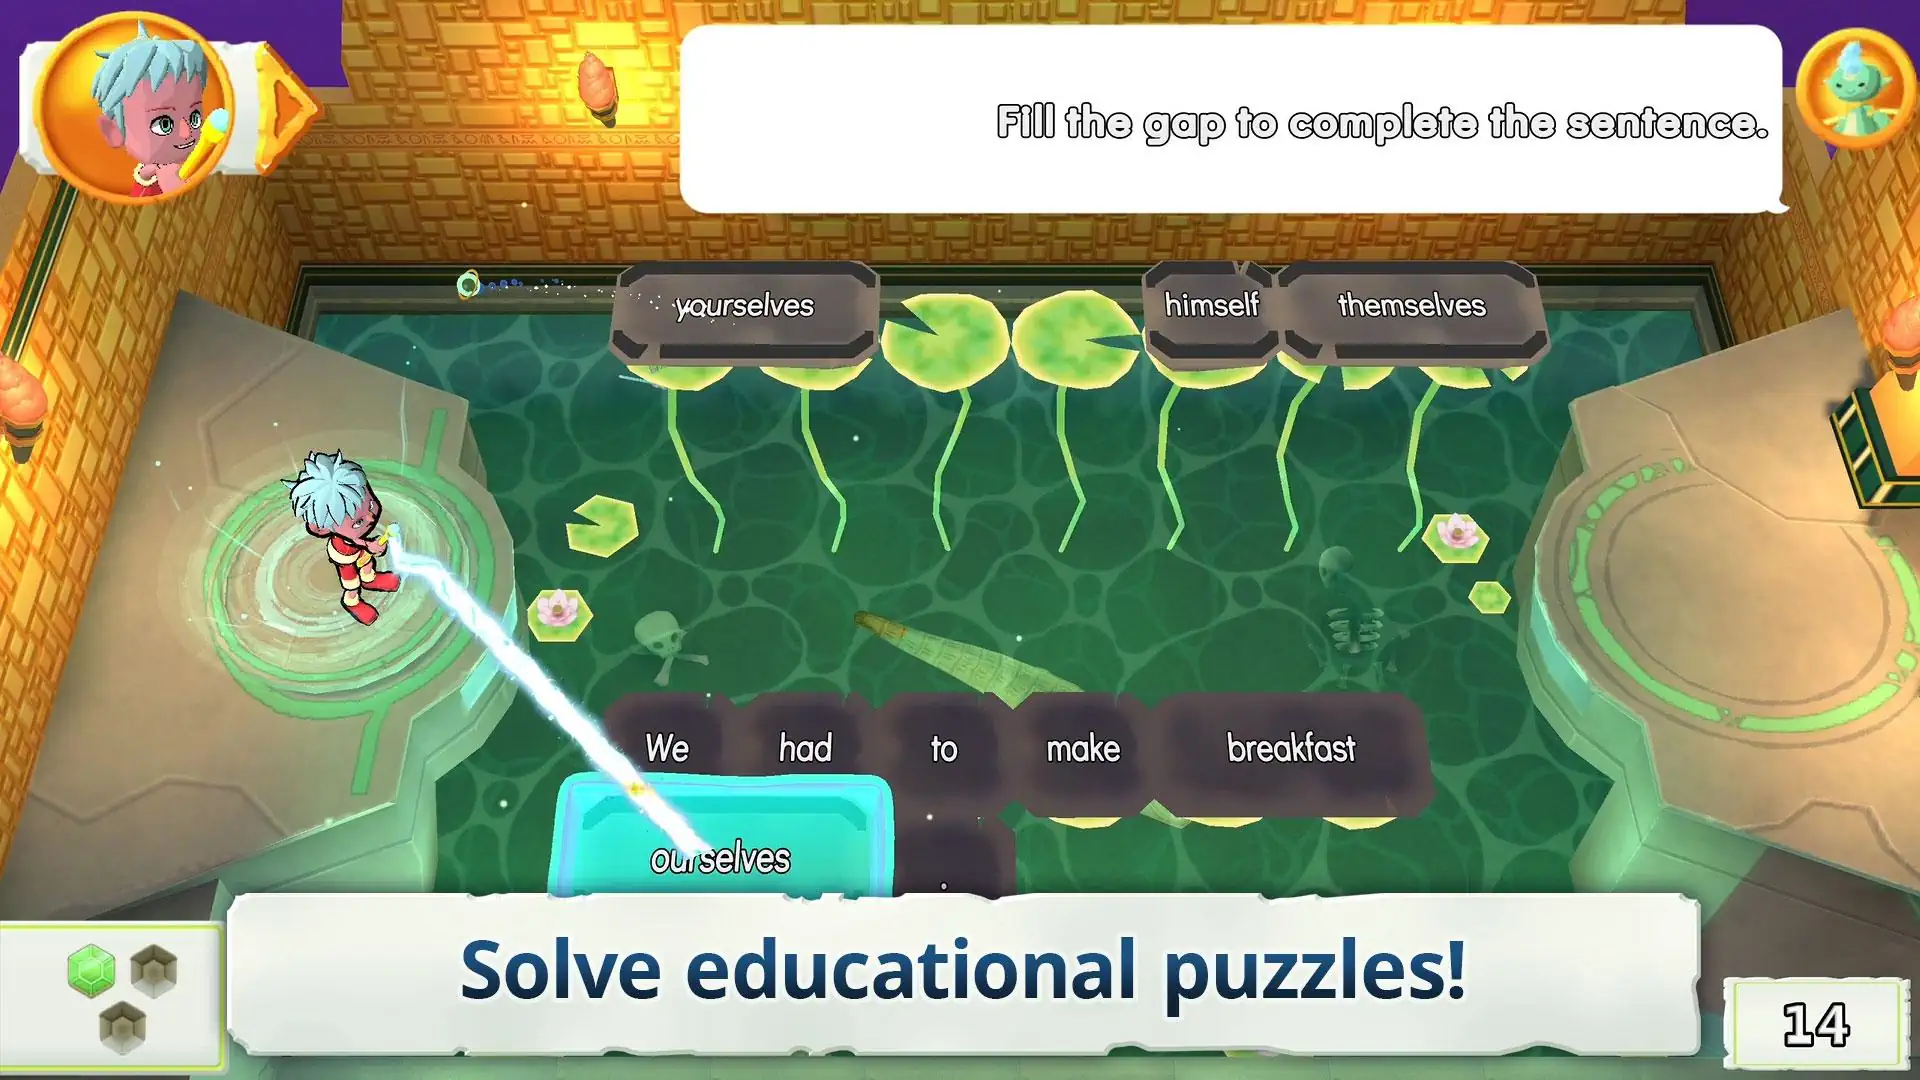 Fill the gap to complete the sentence.
yourselves himself themselves
We had to make breakfast
ourselves .
Solve educational puzzles!
14